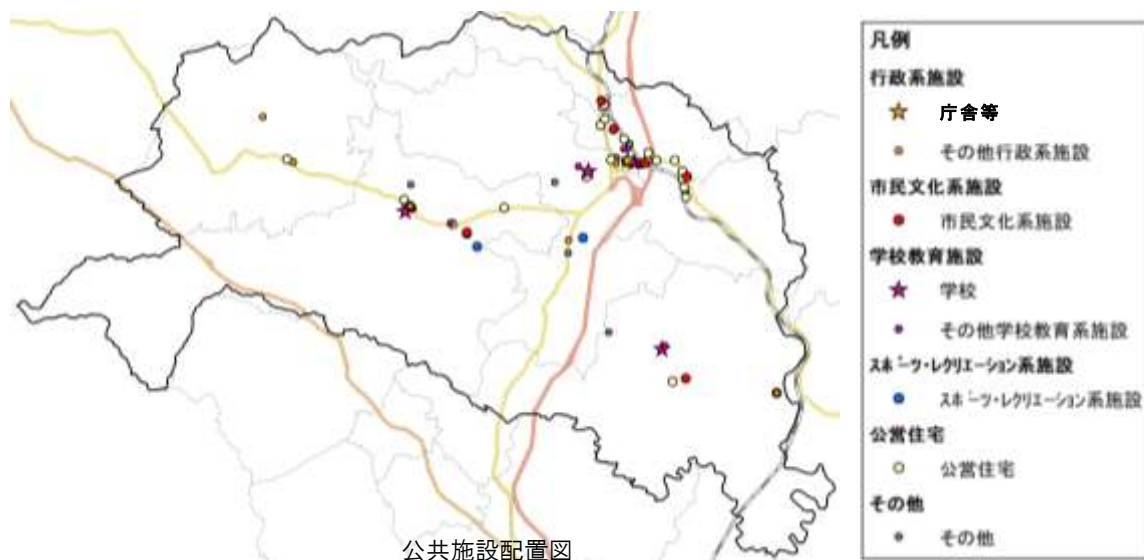 凡例
行政系施設
庁舎等
その他行政系施設
市民文化系施設
市民文化系施設
学校教育施設
学校
その他学校教育系施設
スポーツ・レクリエーション系施設
スポーツ・レクリエーション系施設
公営住宅
公営住宅
その他
その他
公共施設配置図